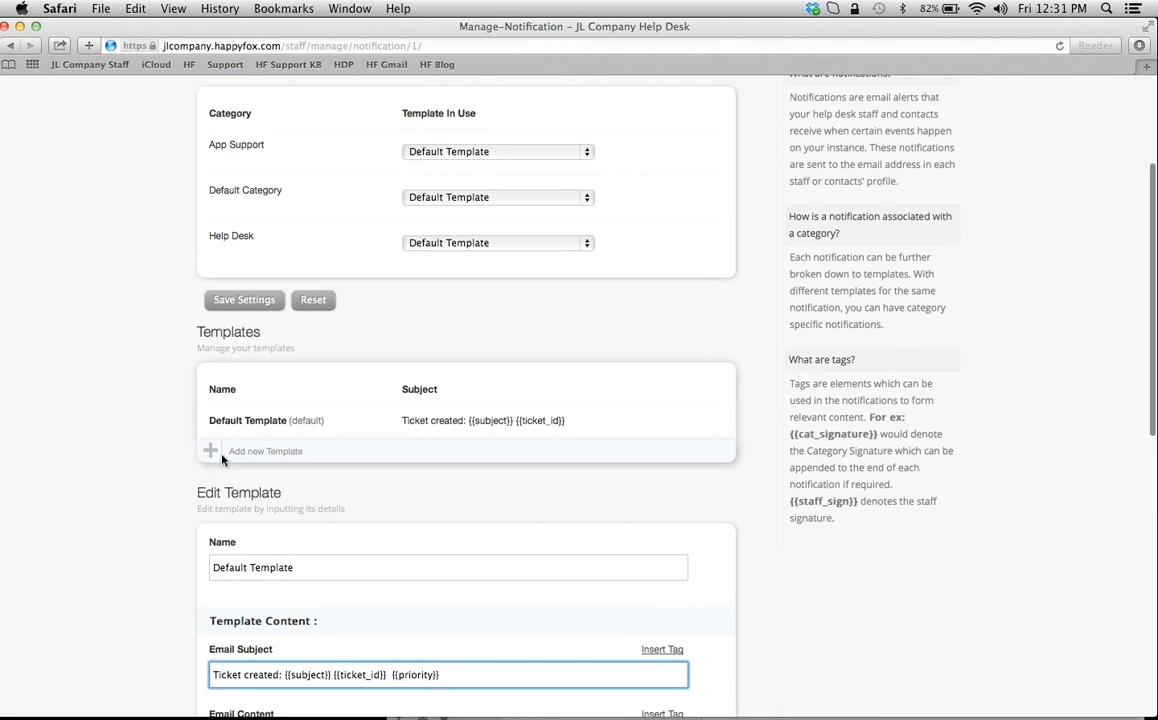 Safari File Edit View History Bookmarks Window Help 82% Fri 12:31 PM
Manage-Notification – JL Company Help Desk
https jlcompany.happyfox.com/staff/manage/notification/1/ Reader
JL Company Staff iCloud HF Support HF Support KB HDP HF Gmail HF Blog
What are notifications?
Category Template In Use
App Support Default Template
Default Category Default Template
Help Desk Default Template
Save Settings Reset
Templates
Manage your templates
Name Subject
Default Template (default) Ticket created: {{subject}} {{ticket_id}}
Add new Template
Edit Template
Edit template by inputting its details
Name
Default Template
Template Content :
Email Subject Insert Tag
Ticket created: {{subject}} {{ticket_id}} {{priority}}
Email Content Insert Tag
Notifications are email alerts that
your help desk staff and contacts
receive when certain events happen
on your instance. These notifications
are sent to the email address in each
staff or contacts' profile.
How is a notification associated with
a category?
Each notification can be further
broken down to templates. With
different templates for the same
notification, you can have category
specific notifications.
What are tags?
Tags are elements which can be
used in the notifications to form
relevant content. For ex:
{{cat_signature}} would denote
the Category Signature which can be
appended to the end of each
notification if required.
{{staff_sign}} denotes the staff
signature.